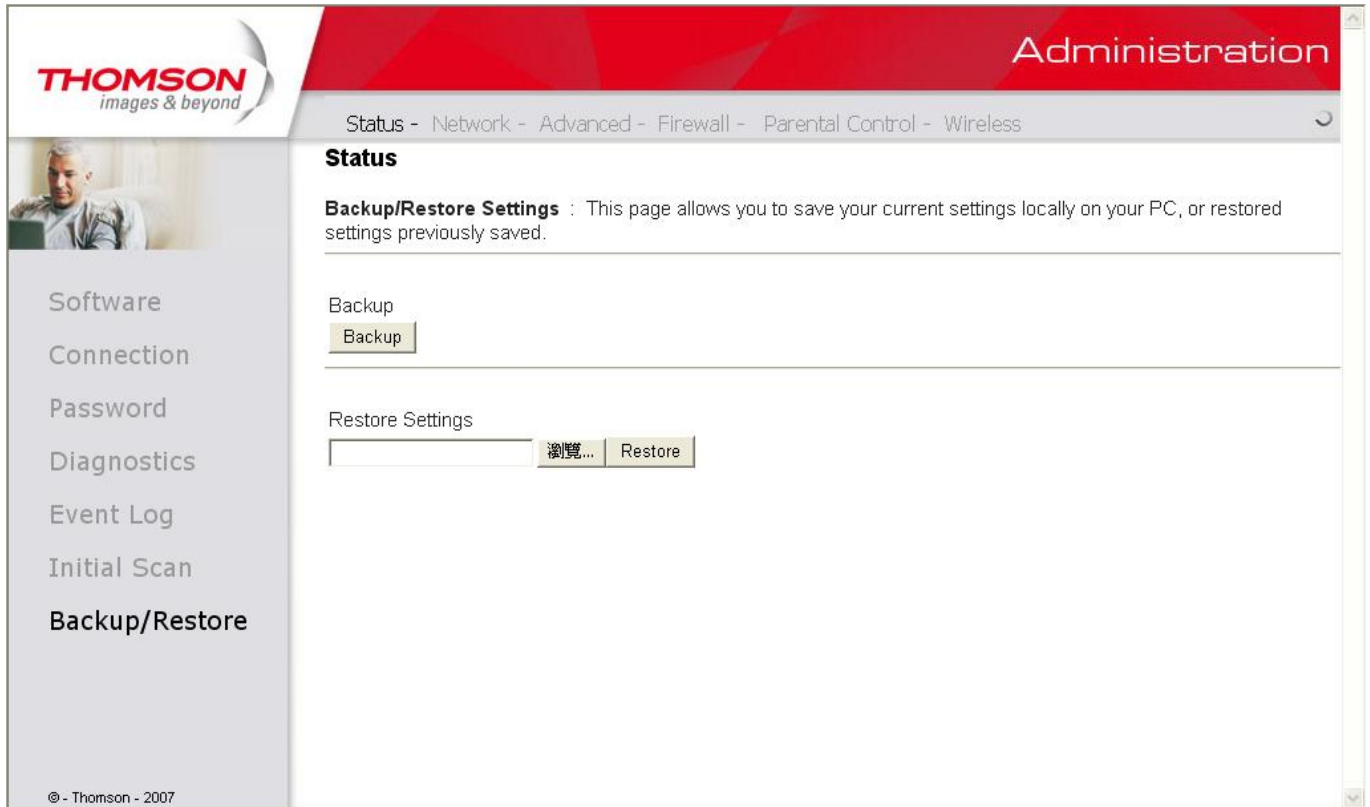 THOMSON
images & beyond
Administration
Status - Network - Advanced - Firewall - Parental Control - Wireless
Status
Backup/Restore Settings : This page allows you to save your current settings locally on your PC, or restored
settings previously saved.
Software
Connection
Password
Diagnostics
Event Log
Initial Scan
Backup/Restore
Backup
Backup
Restore Settings
瀏覽... Restore
© - Thomson - 2007